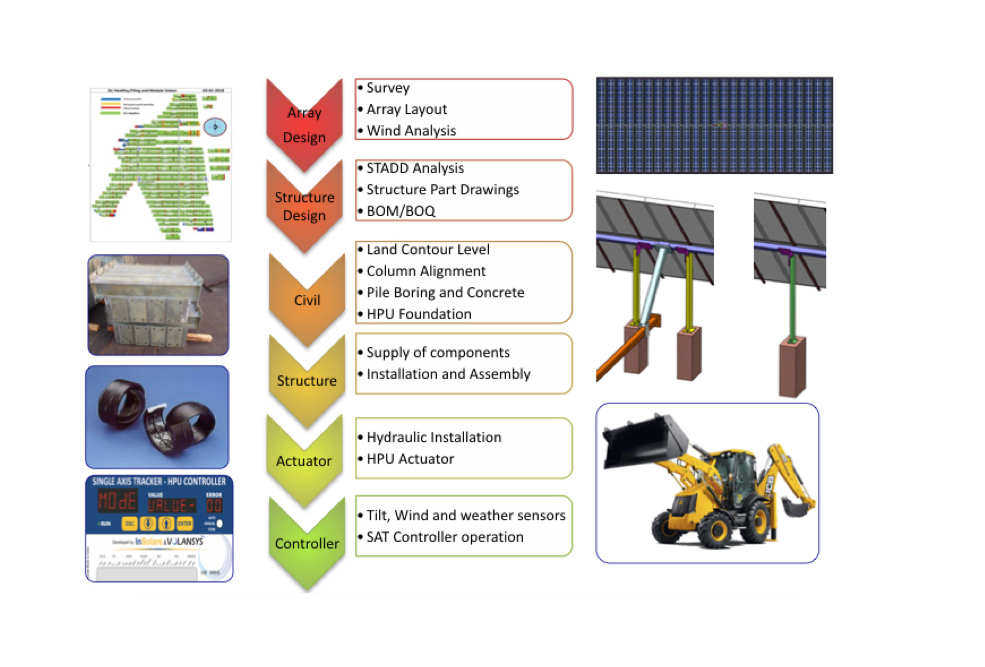 Array
Design
• Survey
• Array Layout
• Wind Analysis
Structure
Design
• STADD Analysis
• Structure Part Drawings
• BOM/BOQ
Civil
• Land Contour Level
• Column Alignment
• Pile Boring and Concrete
• HPU Foundation
Structure
• Supply of components
• Installation and Assembly
Actuator
• Hydraulic Installation
• HPU Actuator
Controller
• Tilt, Wind and weather sensors
• SAT Controller operation
SINGLE AXIS TRACKER - HPU CONTROLLER
VALUE
ERROR
MOdE
VALUE-
00
RUN
ESC
ENTER
Developed by InSolare & VOLANSYS
JCB